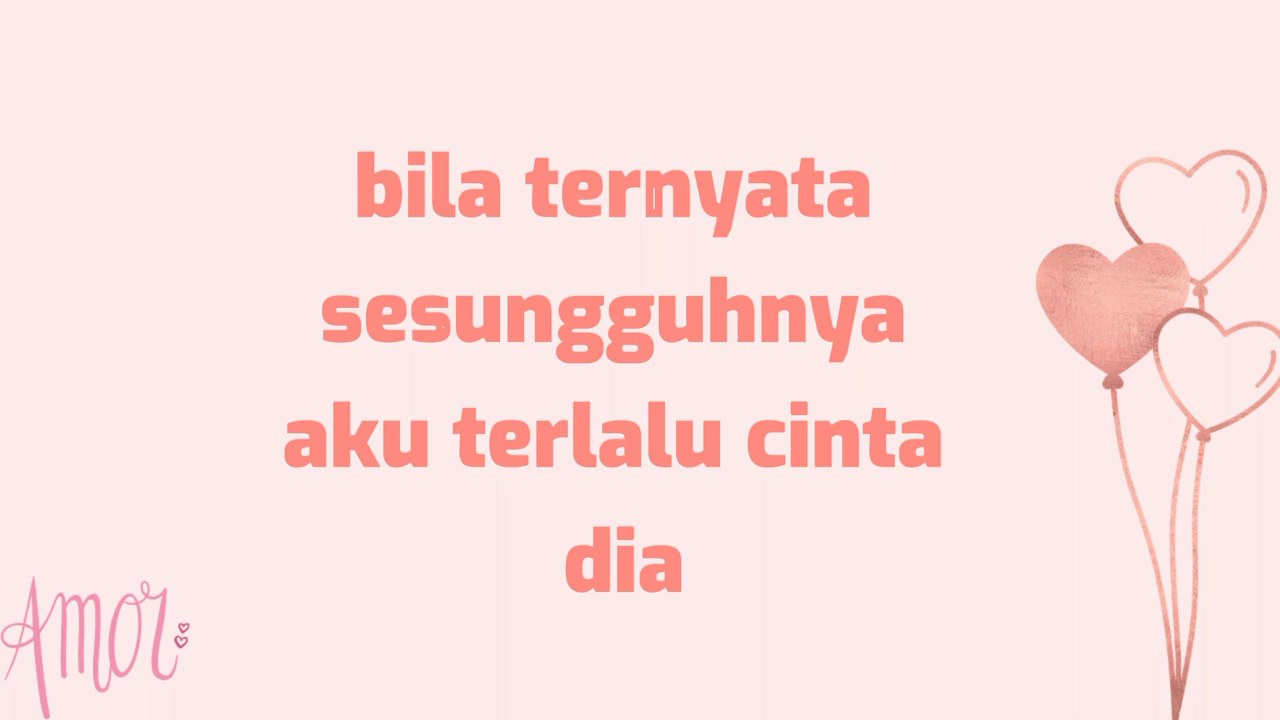 bila ternyata
sesungguhnya
aku terlalu cinta
dia
Amor